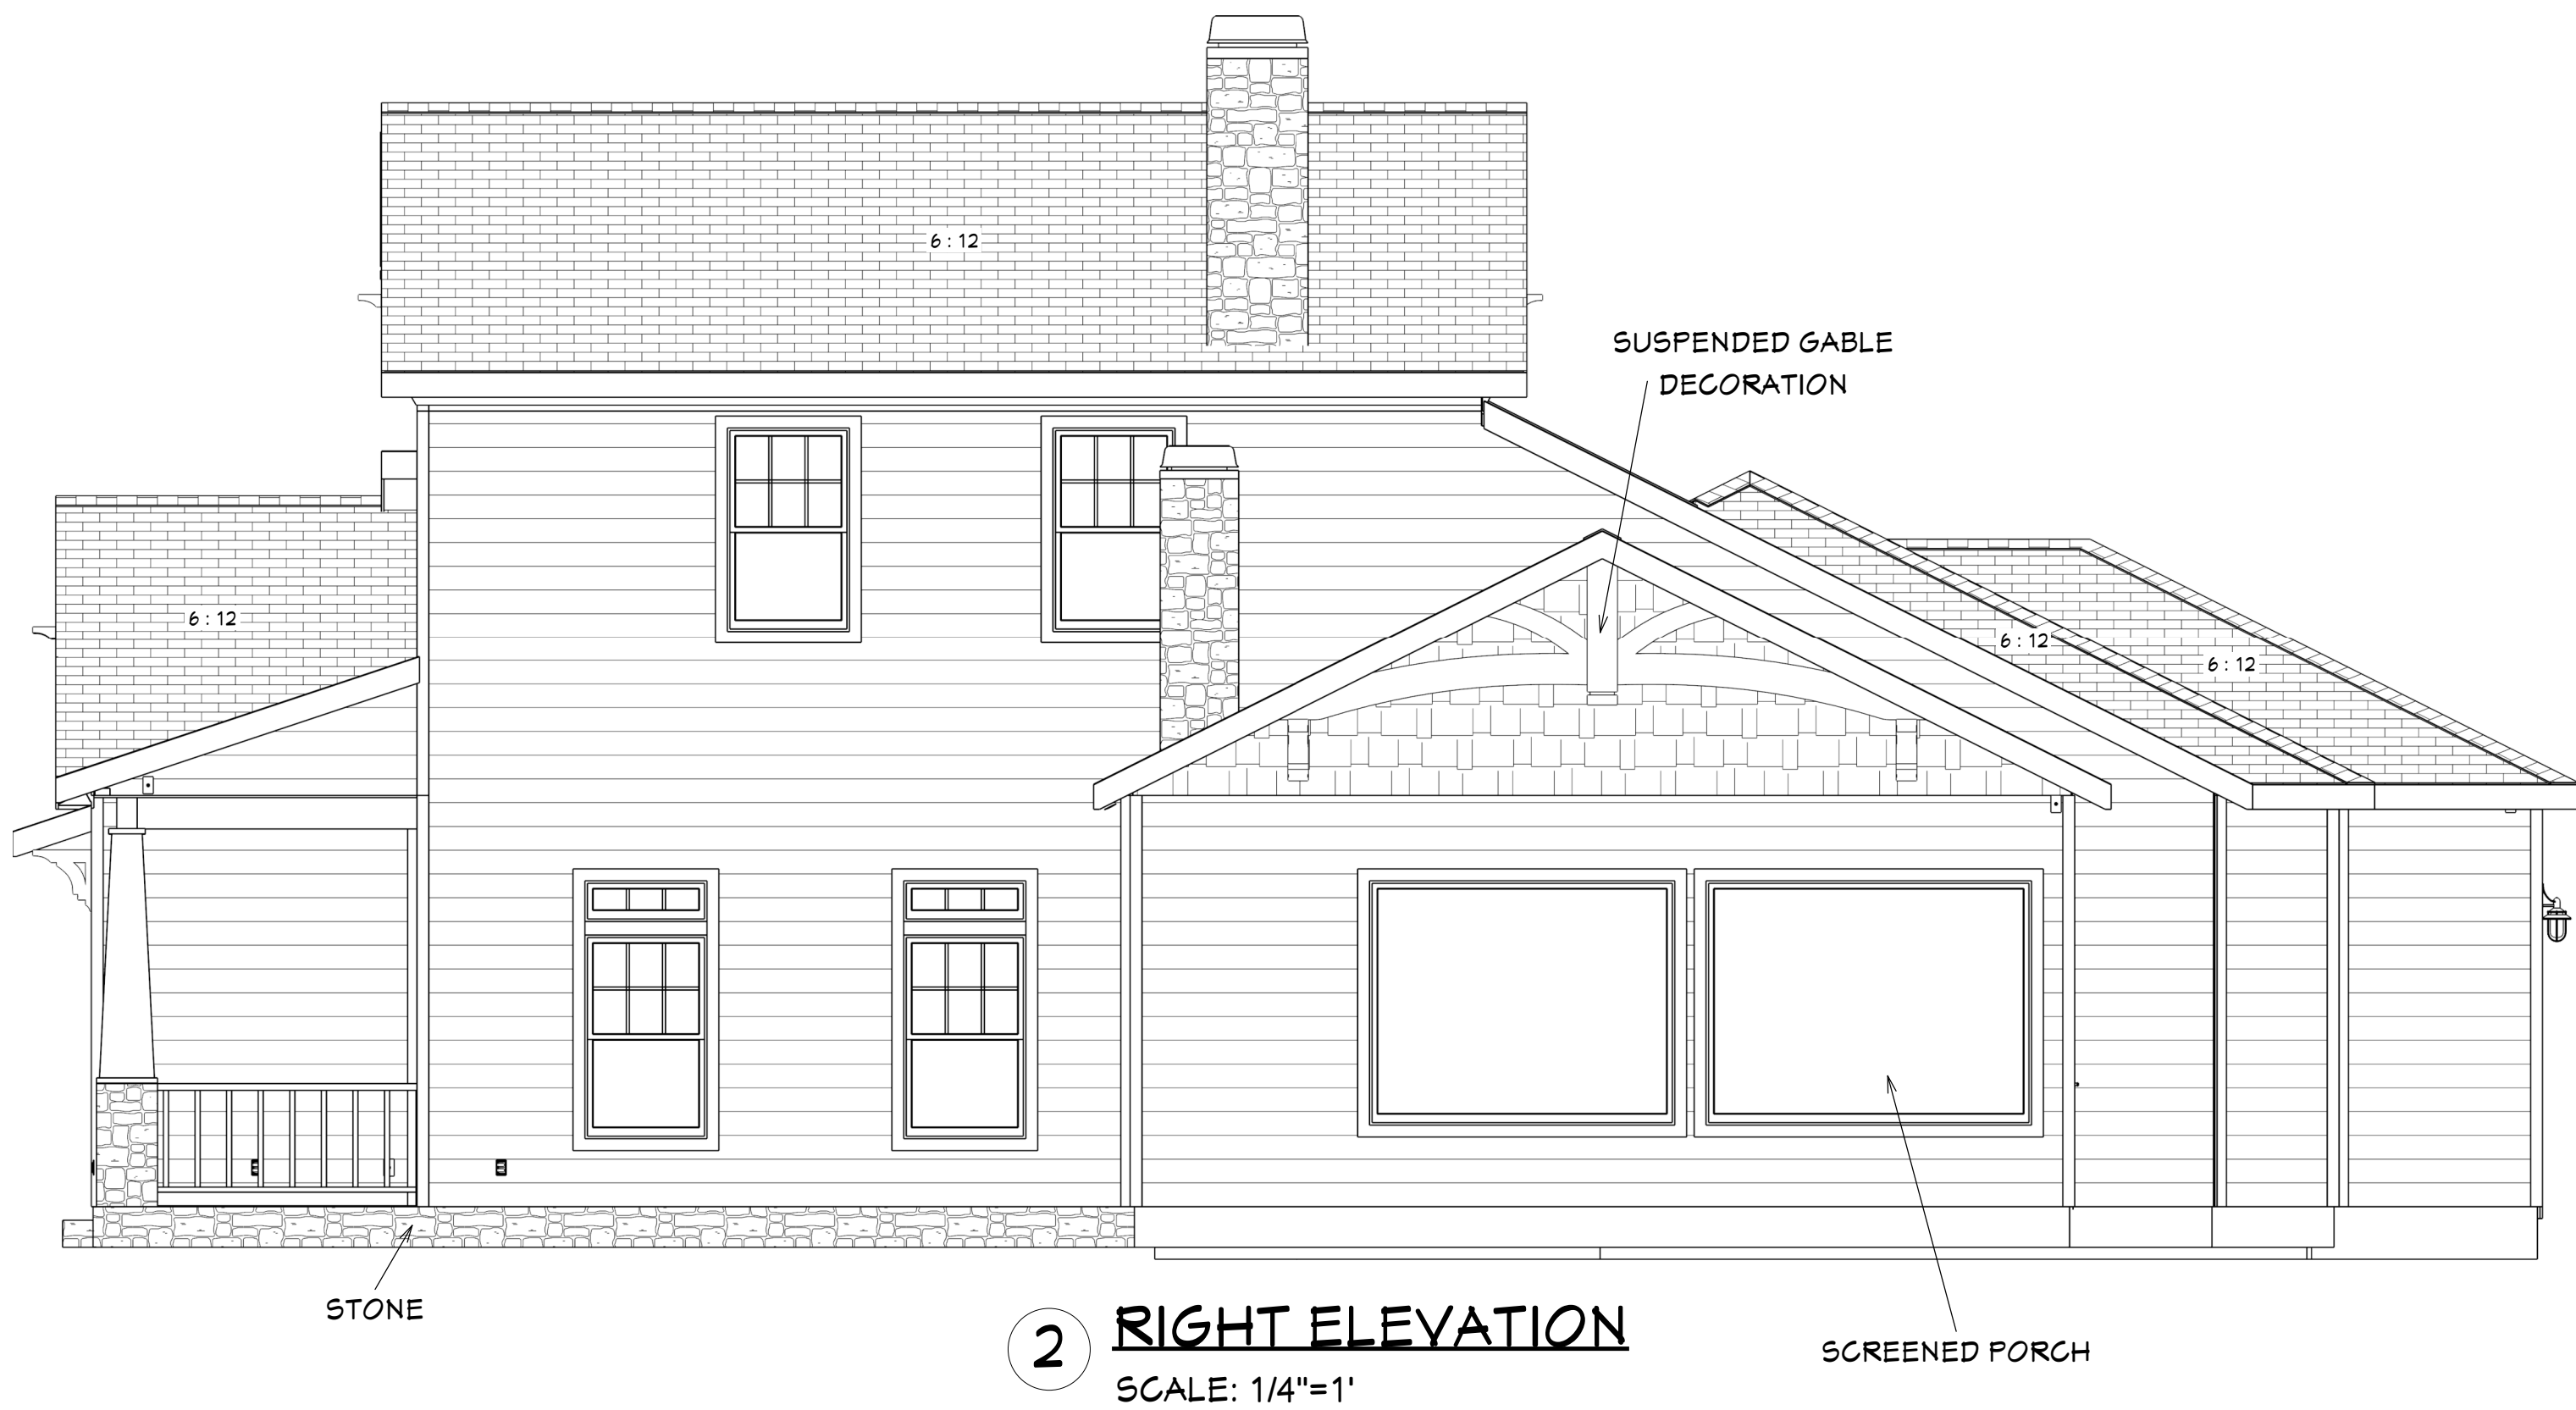 6 : 12
SUSPENDED GABLE
DECORATION
6 : 12
6 : 12
6 : 12
STONE
2
RIGHT ELEVATION
SCALE: 1/4"=1'
SCREENED PORCH